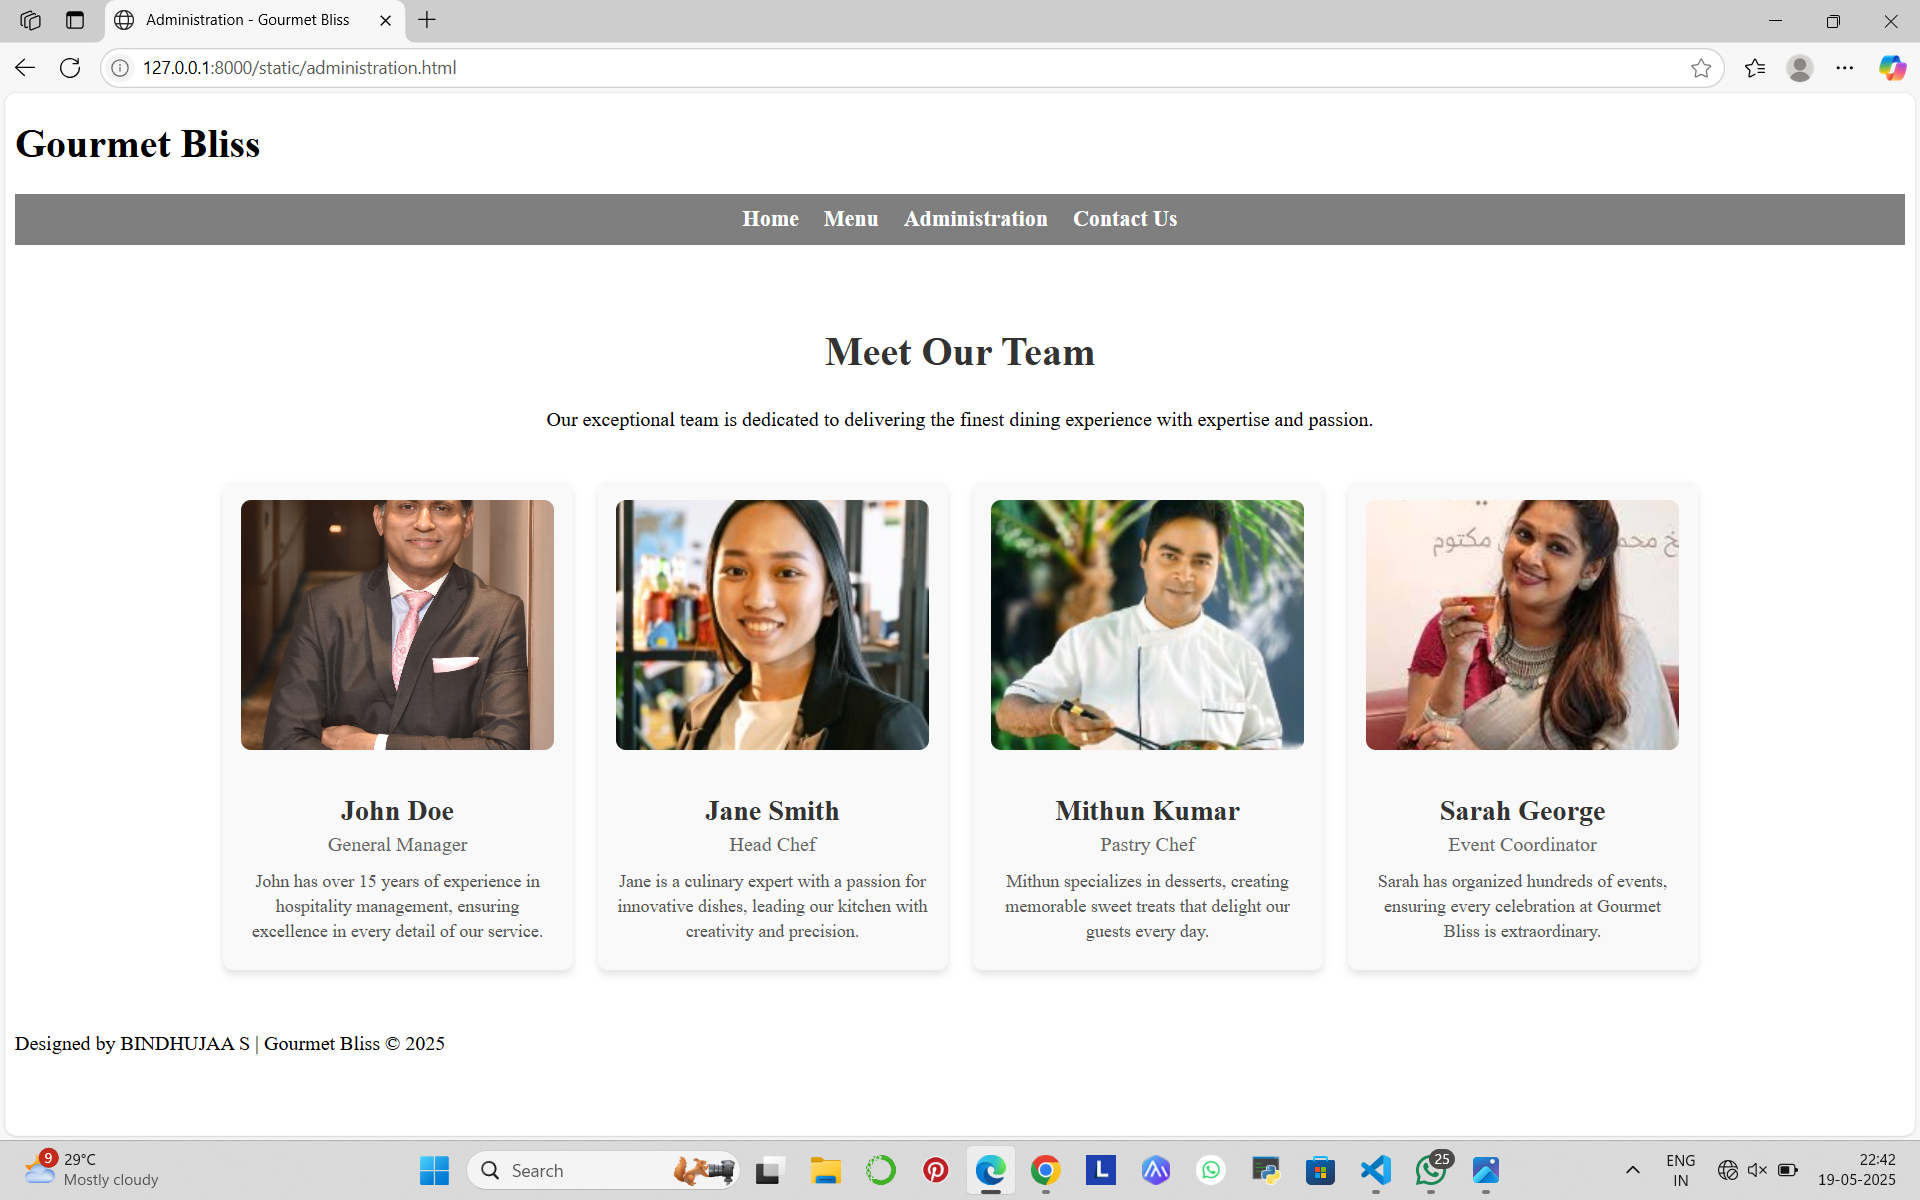 Administration - Gourmet Bliss
127.0.0.1:8000/static/administration.html
Gourmet Bliss
Home Menu Administration Contact Us
Meet Our Team
Our exceptional team is dedicated to delivering the finest dining experience with expertise and passion.
مكتوم
John Doe
General Manager
John has over 15 years of experience in
hospitality management, ensuring
excellence in every detail of our service.
Jane Smith
Head Chef
Jane is a culinary expert with a passion for
innovative dishes, leading our kitchen with
creativity and precision.
Mithun Kumar
Pastry Chef
Mithun specializes in desserts, creating
memorable sweet treats that delight our
guests every day.
Sarah George
Event Coordinator
Sarah has organized hundreds of events,
ensuring every celebration at Gourmet
Bliss is extraordinary.
Designed by BINDHUJAA S | Gourmet Bliss © 2025
9
29°C
Mostly cloudy
Search
L
25
ENG
IN
22:42
19-05-2025